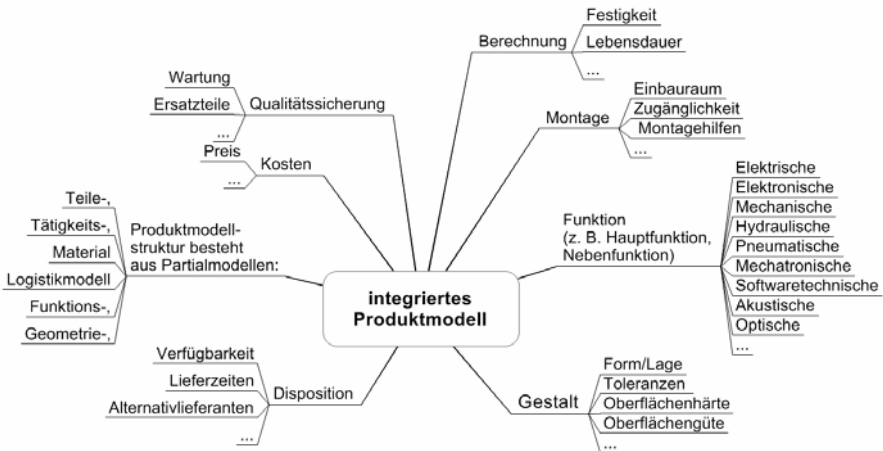 integriertes
Produktmodell
Berechnung
Festigkeit
Lebensdauer
...
Montage
Einbauraum
Zugänglichkeit
Montagehilfen
...
Funktion
(z. B. Hauptfunktion,
Nebenfunktion)
Elektrische
Elektronische
Mechanische
Hydraulische
Pneumatische
Mechatronische
Softwaretechnische
Akustische
Optische
...
Gestalt
Form/Lage
Toleranzen
Oberflächenhärte
Oberflächengüte
...
Qualitätssicherung
Wartung
Ersatzteile
...
Kosten
Preis
...
Produktmodell-
struktur besteht
aus Partialmodellen:
Teile-,
Tätigkeits-,
Material
Logistikmodell
Funktions-,
Geometrie-,
Disposition
Verfügbarkeit
Lieferzeiten
Alternativlieferanten
...